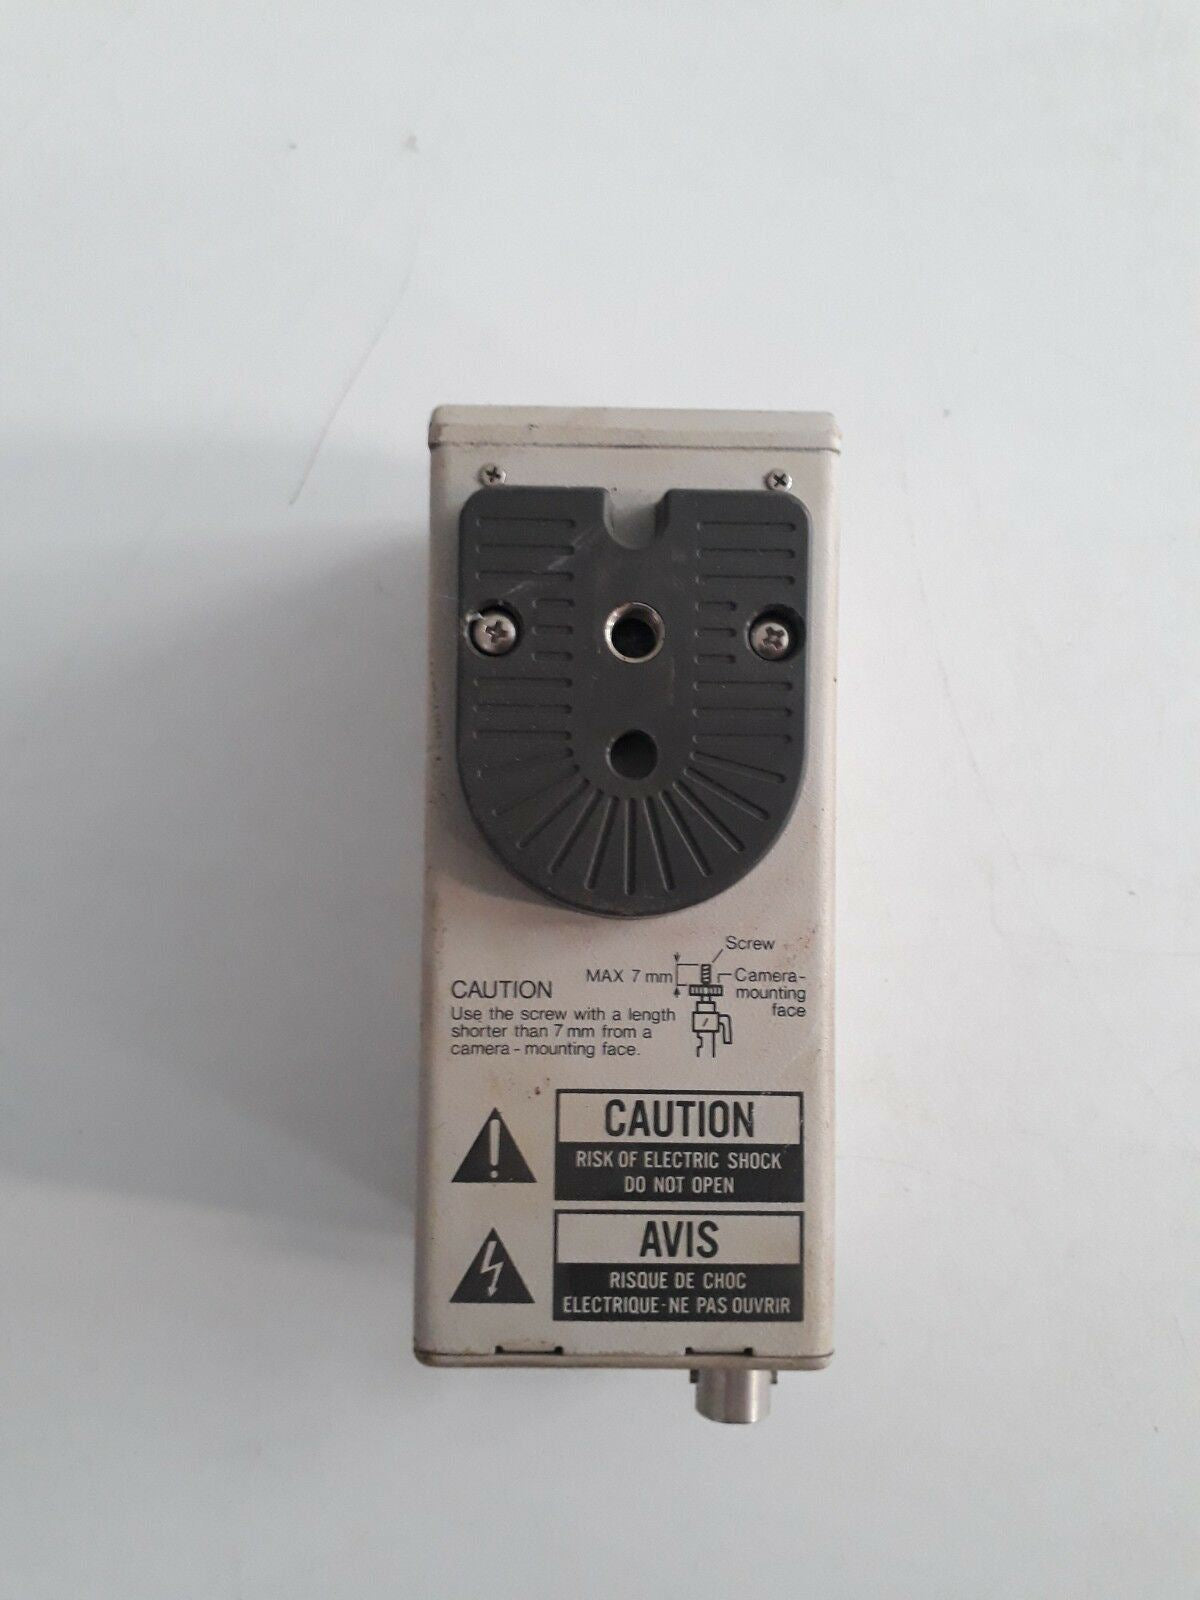 Screw
MAX 7 mm
Camera-
mounting
face
CAUTION
Use the screw with a length
shorter than 7 mm from a
camera - mounting face.
CAUTION
RISK OF ELECTRIC SHOCK
DO NOT OPEN
AVIS
RISQUE DE CHOC
ELECTRIQUE-NE PAS OUVRIR